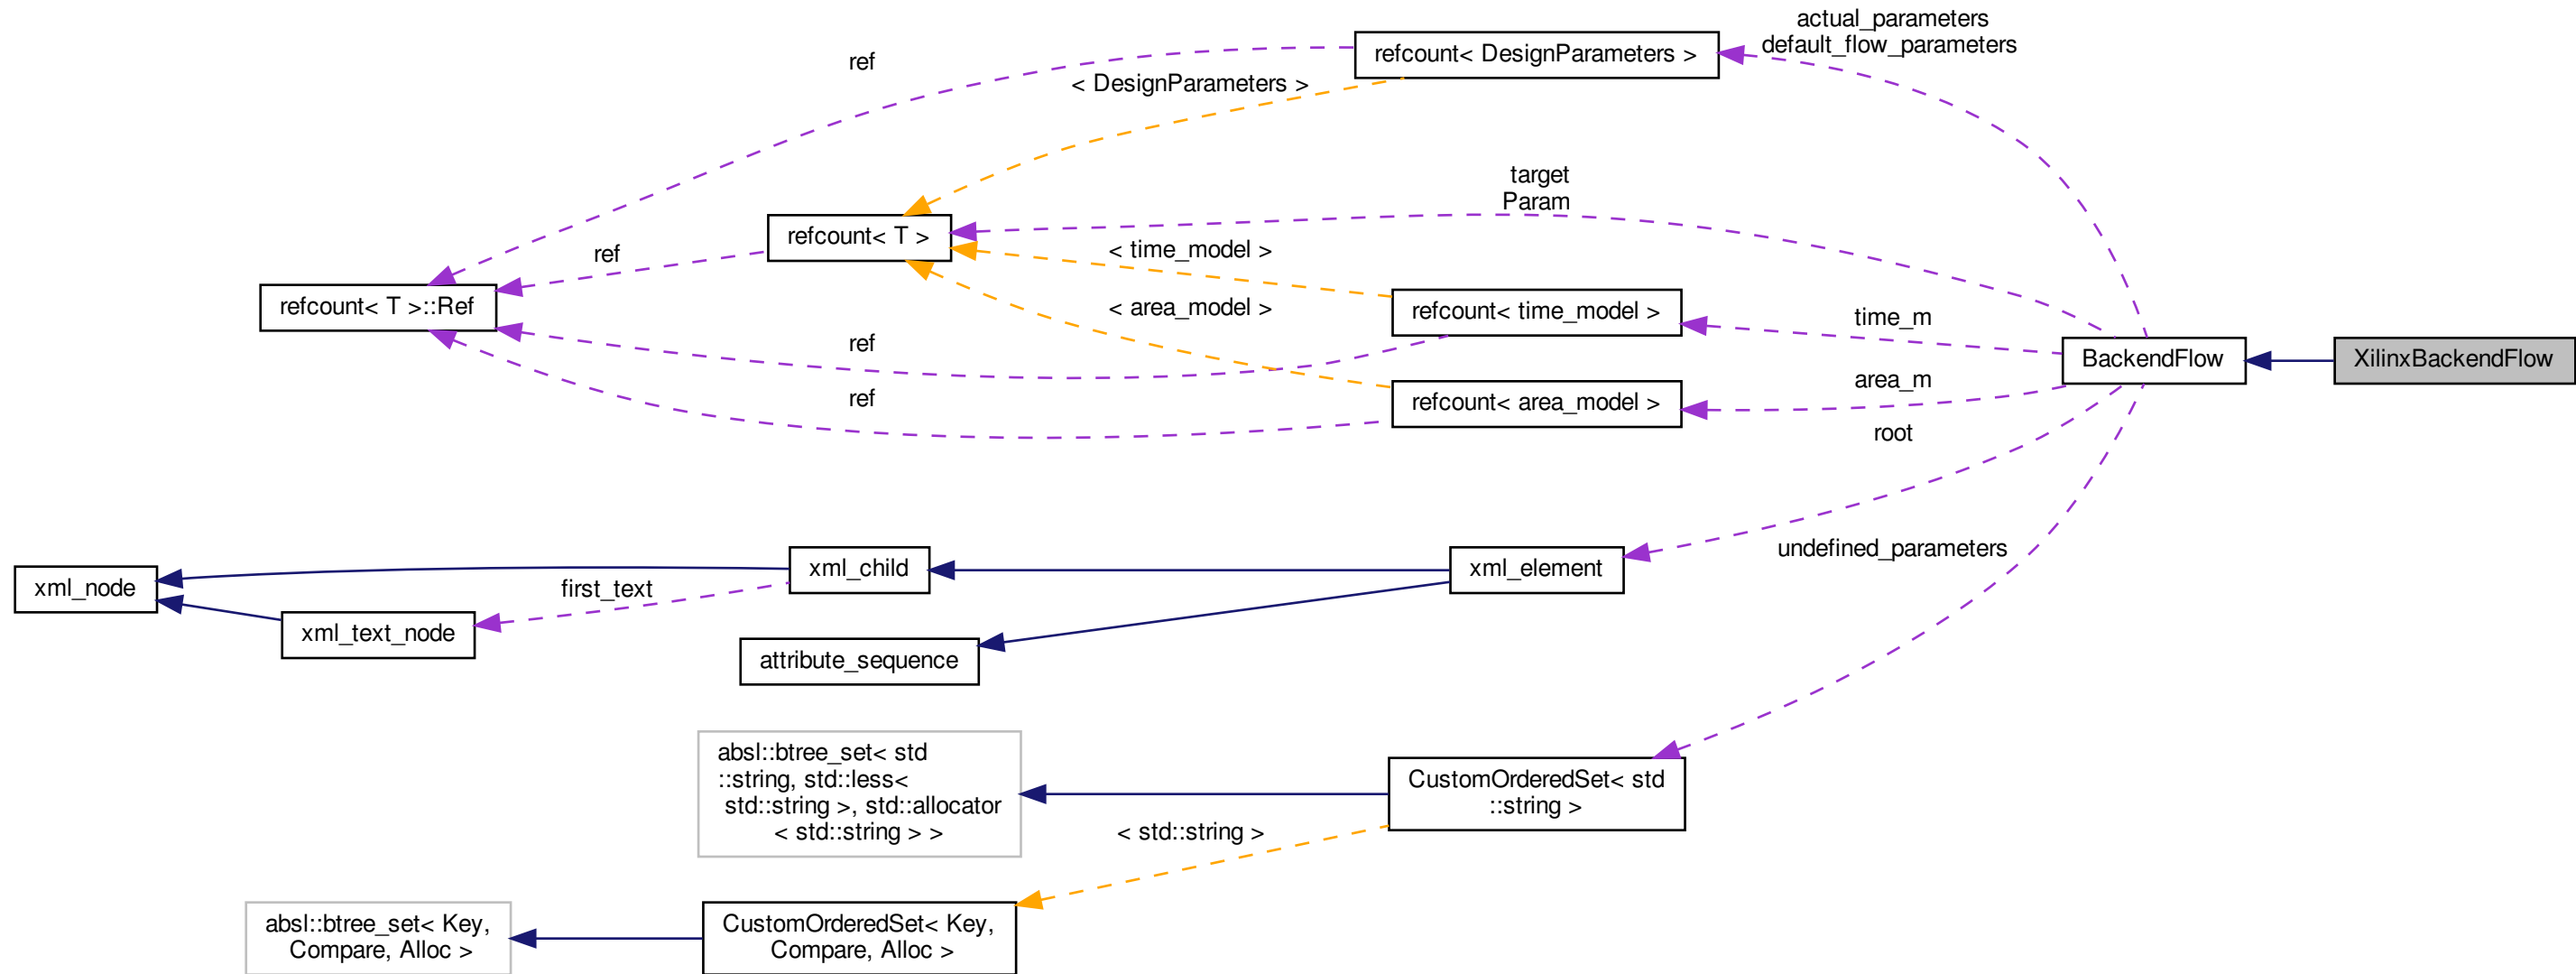 actual_parameters
default_flow_parameters
refcount< DesignParameters >
ref
< DesignParameters >
target
Param
refcount< T >
< time_model >
ref
refcount< T >::Ref
< area_model >
refcount< time_model >
time_m
ref
BackendFlow
XilinxBackendFlow
area_m
ref
refcount< area_model >
root
undefined_parameters
xml_child
xml_element
xml_node
first_text
xml_text_node
attribute_sequence
absl::btree_set< std
::string, std::less<
std::string >, std::allocator
< std::string > >
CustomOrderedSet< std
::string >
< std::string >
absl::btree_set< Key,
Compare, Alloc >
CustomOrderedSet< Key,
Compare, Alloc >